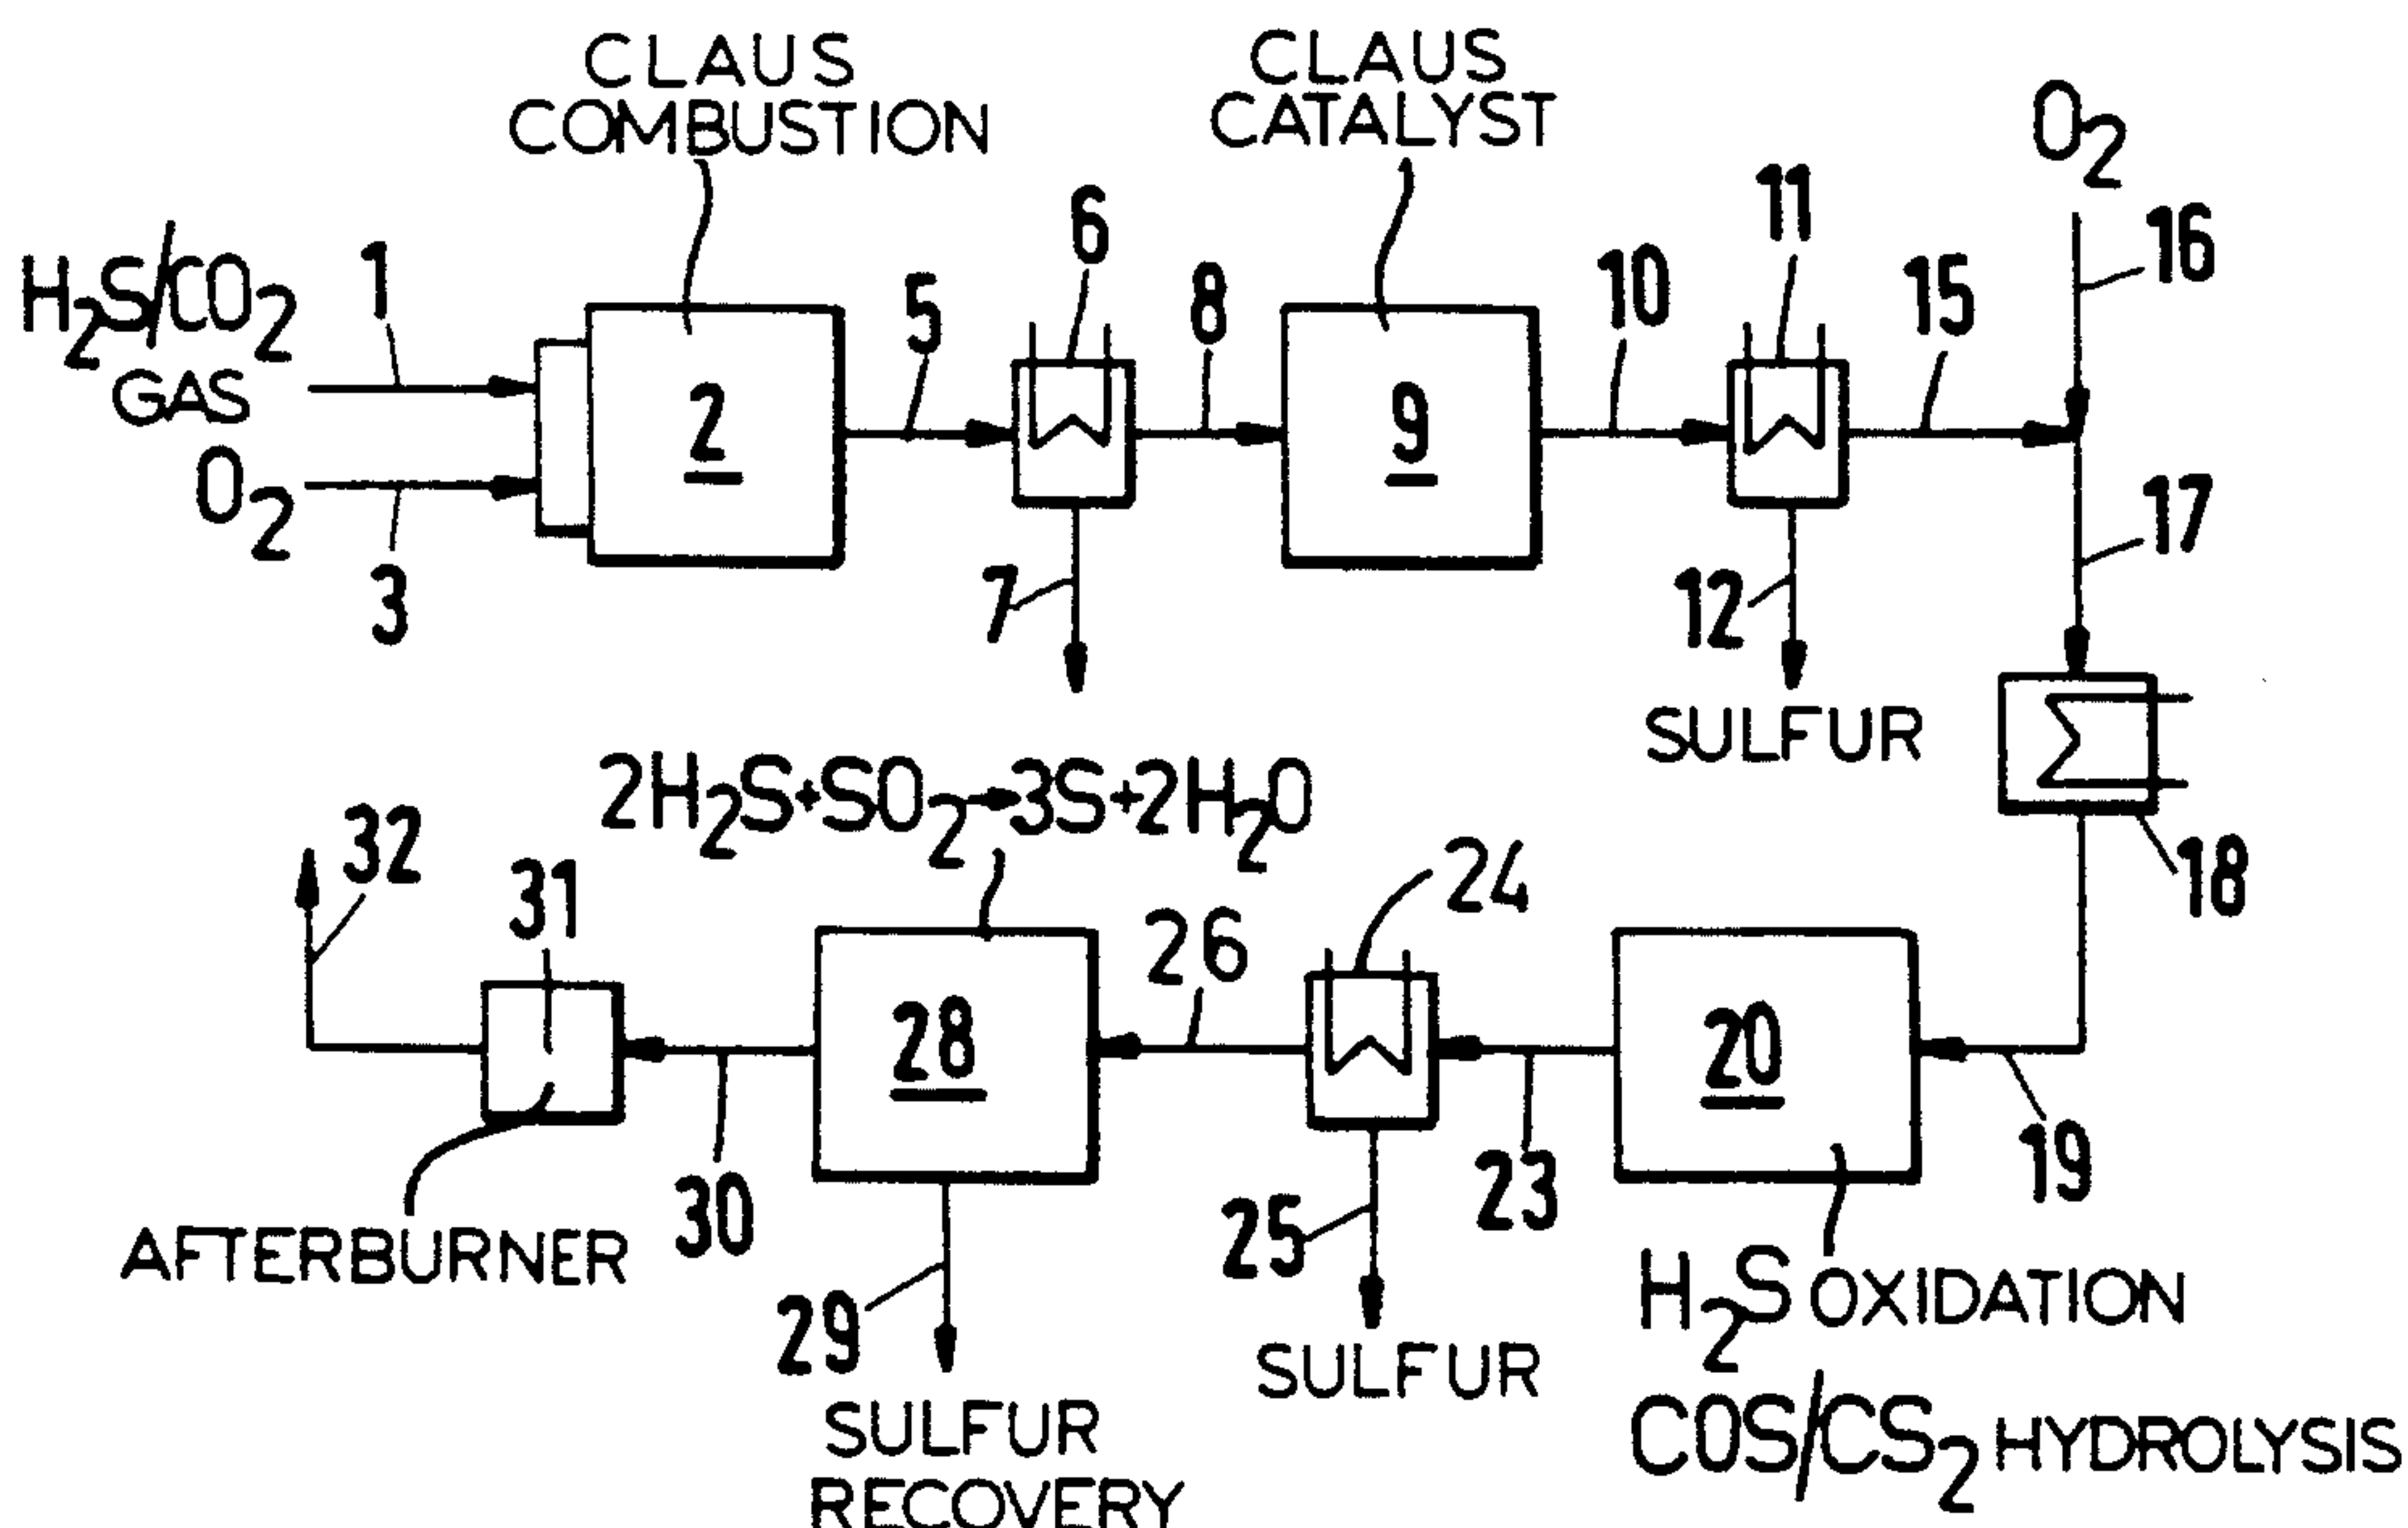 CLAUS
COMBUSTION
CLAUS
CATALYST
O2
H2S/CO2
GAS
O2
1
3
2
5
6
7
8
9
10
11
12
SULFUR
15
16
17
18
2H2S+SO2→3S+2H2O
32
31
28
26
24
20
19
AFTERBURNER
30
29
SULFUR
RECOVERY
25
SULFUR
23
H2S OXIDATION
COS/CS2 HYDROLYSIS